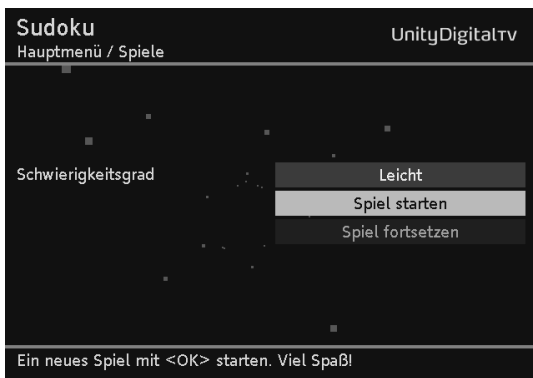 Sudoku
UnityDigitalTV
Hauptmenü / Spiele
Schwierigkeitsgrad
Leicht
Spiel starten
Spiel fortsetzen
Ein neues Spiel mit <OK> starten. Viel Spaß!